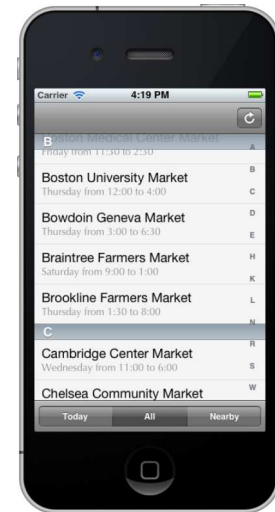 Carrier 4:19 PM
B
Boston Medical Center Market
Friday from 11:30 to 2:30
Boston University Market
Thursday from 12:00 to 4:00
Bowdoin Geneva Market
Thursday from 3:00 to 6:30
Braintree Farmers Market
Saturday from 9:00 to 1:00
Brookline Farmers Market
Thursday from 1:30 to 8:00
C
Cambridge Center Market
Wednesday from 11:00 to 6:00
Chelsea Community Market
A
B
C
D
E
H
K
L
N
R
S
W
Today All Nearby